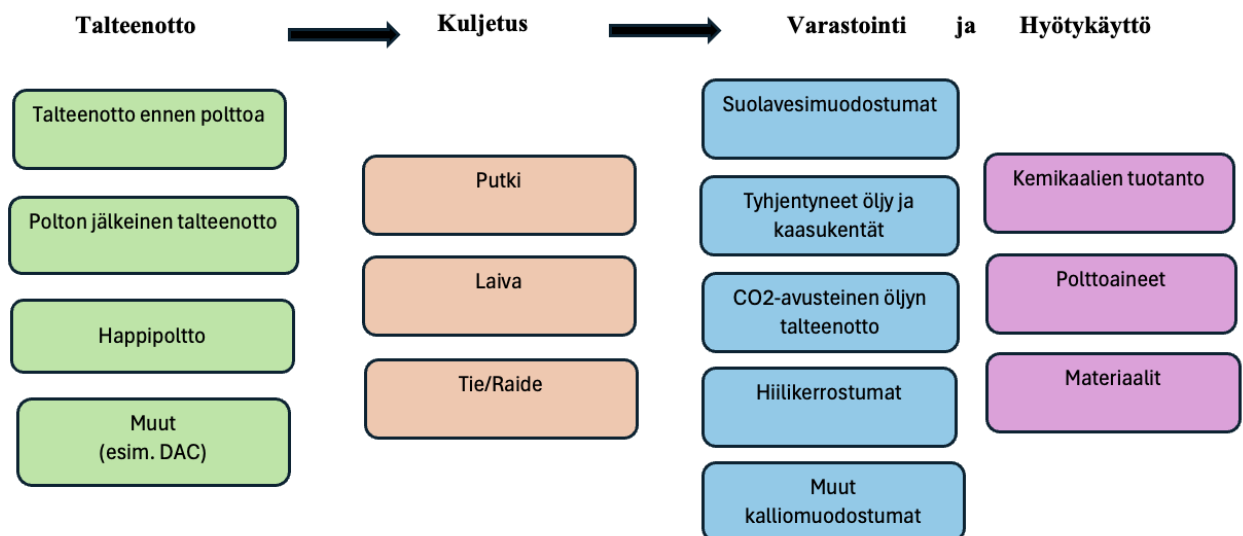 Talteenotto
Kuljetus
Varastointi ja Hyötykäyttö
Talteenotto ennen polttoa
Polton jälkeinen talteenotto
Happipoltto
Muut
(esim. DAC)
Putki
Laiva
Tie/Raide
Suolavesimuodostumat
Tyhjentyneet öljy ja
kaasukentät
CO2-avusteinen öljyn
talteenotto
Hiilikerrostumat
Muut
kalliomuodostumat
Kemikaalien tuotanto
Polttoaineet
Materiaalit